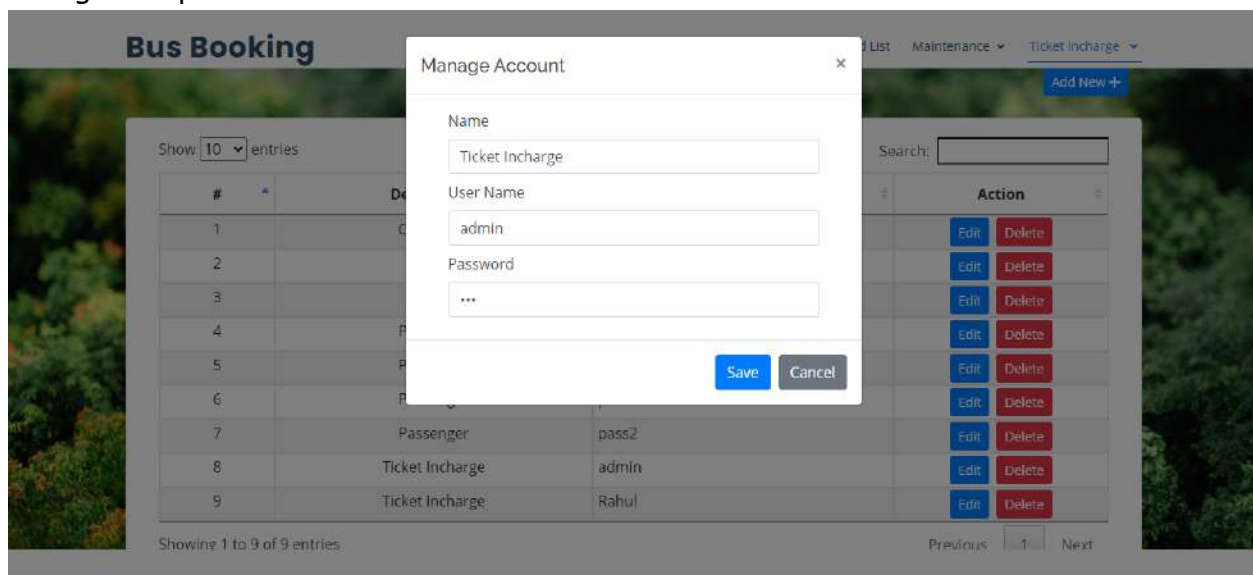 Bus Booking
Manage Account
×
List Maintenance Ticket Incharge
Add New +
Name
Ticket Incharge
Show 10 entries
Search:
User Name
# Action
admin
1 Edit Delete
Password
2 Edit Delete
•••
3 Edit Delete
4 Edit Delete
Save Cancel
5 Edit Delete
6 Edit Delete
7 Passenger pass2 Edit Delete
8 Ticket Incharge admin Edit Delete
9 Ticket Incharge Rahul Edit Delete
Showing 1 to 9 of 9 entries
Previous 1 Next